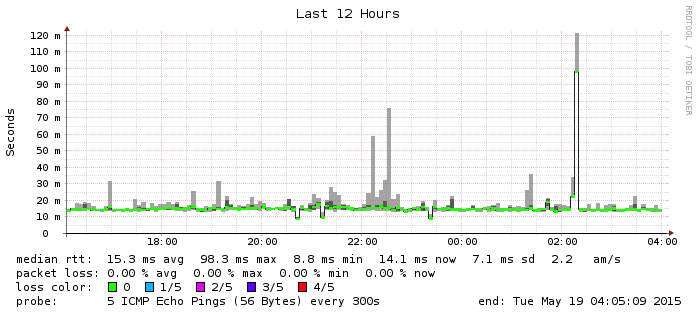 Last 12 Hours
RRDTOOL / TOBI OETIKER
Seconds
120 m
110 m
100 m
90 m
80 m
70 m
60 m
50 m
40 m
30 m
20 m
10 m
0
18:00 20:00 22:00 00:00 02:00 04:00
median rtt: 15.3 ms avg 98.3 ms max 8.8 ms min 14.1 ms now 7.1 ms sd 2.2 am/s
packet loss: 0.00 % avg 0.00 % max 0.00 % min 0.00 % now
loss color: 0 1/5 2/5 3/5 4/5
probe: 5 ICMP Echo Pings (56 Bytes) every 300s end: Tue May 19 04:05:09 2015